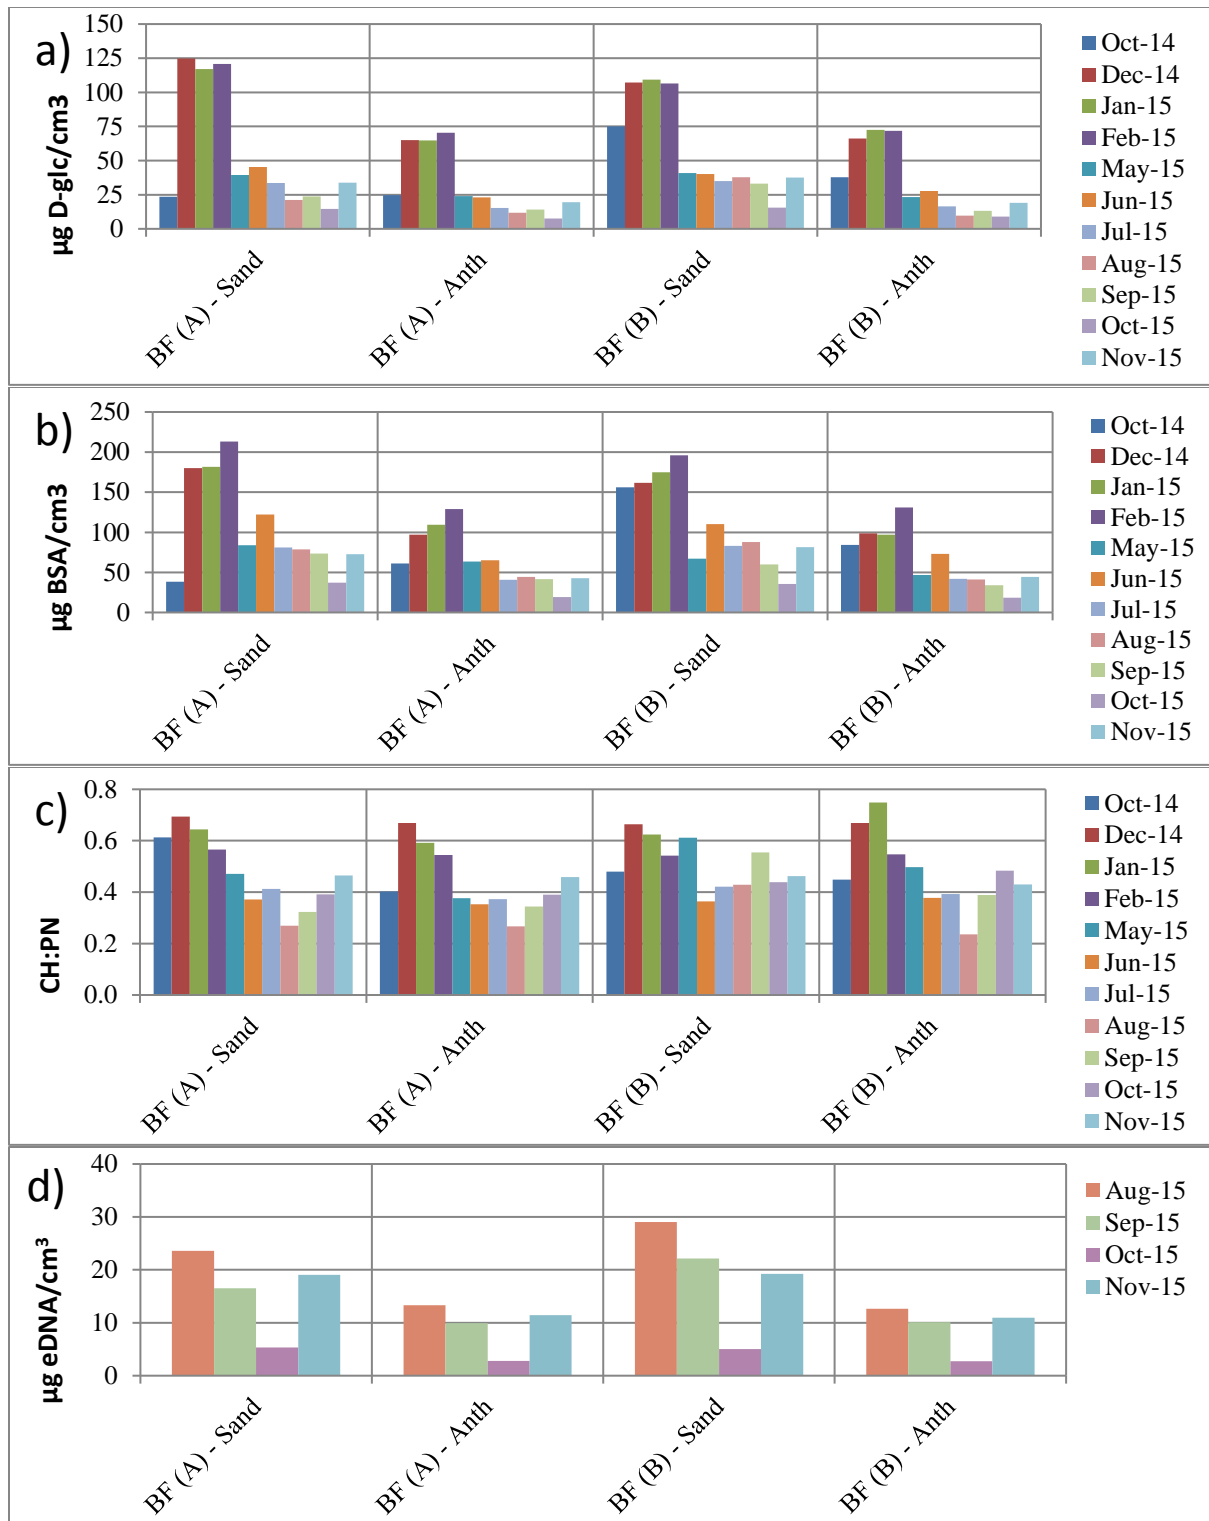 a)
µg D-glc/cm3
150
125
100
75
50
25
0
BF (A) - Sand
BF (A) - Anth
BF (B) - Sand
BF (B) - Anth
Oct-14
Dec-14
Jan-15
Feb-15
May-15
Jun-15
Jul-15
Aug-15
Sep-15
Oct-15
Nov-15
b)
µg BSA/cm3
250
200
150
100
50
0
BF (A) - Sand
BF (A) - Anth
BF (B) - Sand
BF (B) - Anth
Oct-14
Dec-14
Jan-15
Feb-15
May-15
Jun-15
Jul-15
Aug-15
Sep-15
Oct-15
Nov-15
c)
CH:PN
0.8
0.6
0.4
0.2
0.0
BF (A) - Sand
BF (A) - Anth
BF (B) - Sand
BF (B) - Anth
Oct-14
Dec-14
Jan-15
Feb-15
May-15
Jun-15
Jul-15
Aug-15
Sep-15
Oct-15
Nov-15
d)
µg eDNA/cm³
40
30
20
10
0
BF (A) - Sand
BF (A) - Anth
BF (B) - Sand
BF (B) - Anth
Aug-15
Sep-15
Oct-15
Nov-15